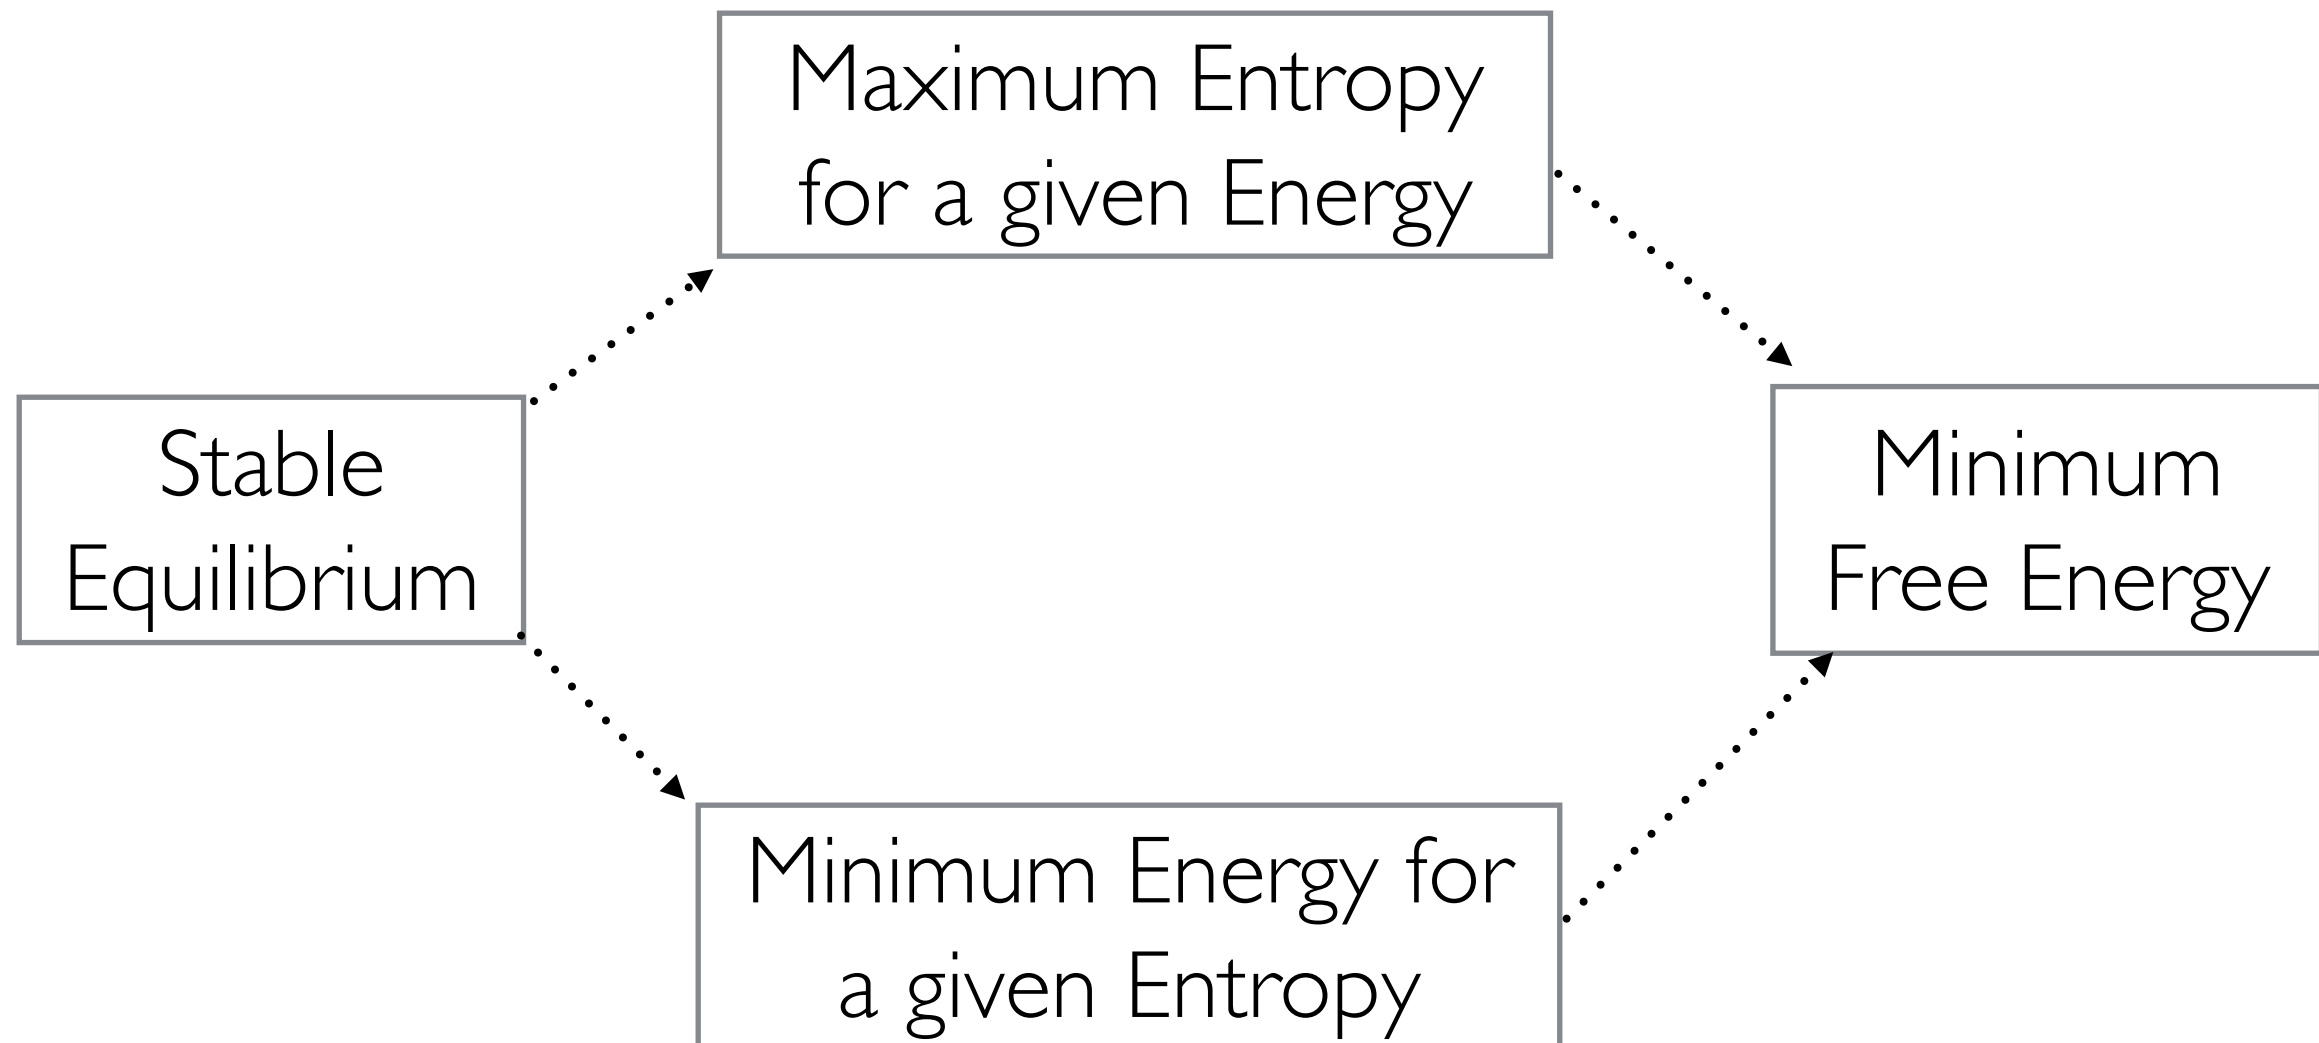 Maximum Entropy
for a given Energy
Stable
Equilibrium
Minimum
Free Energy
Minimum Energy for
a given Entropy